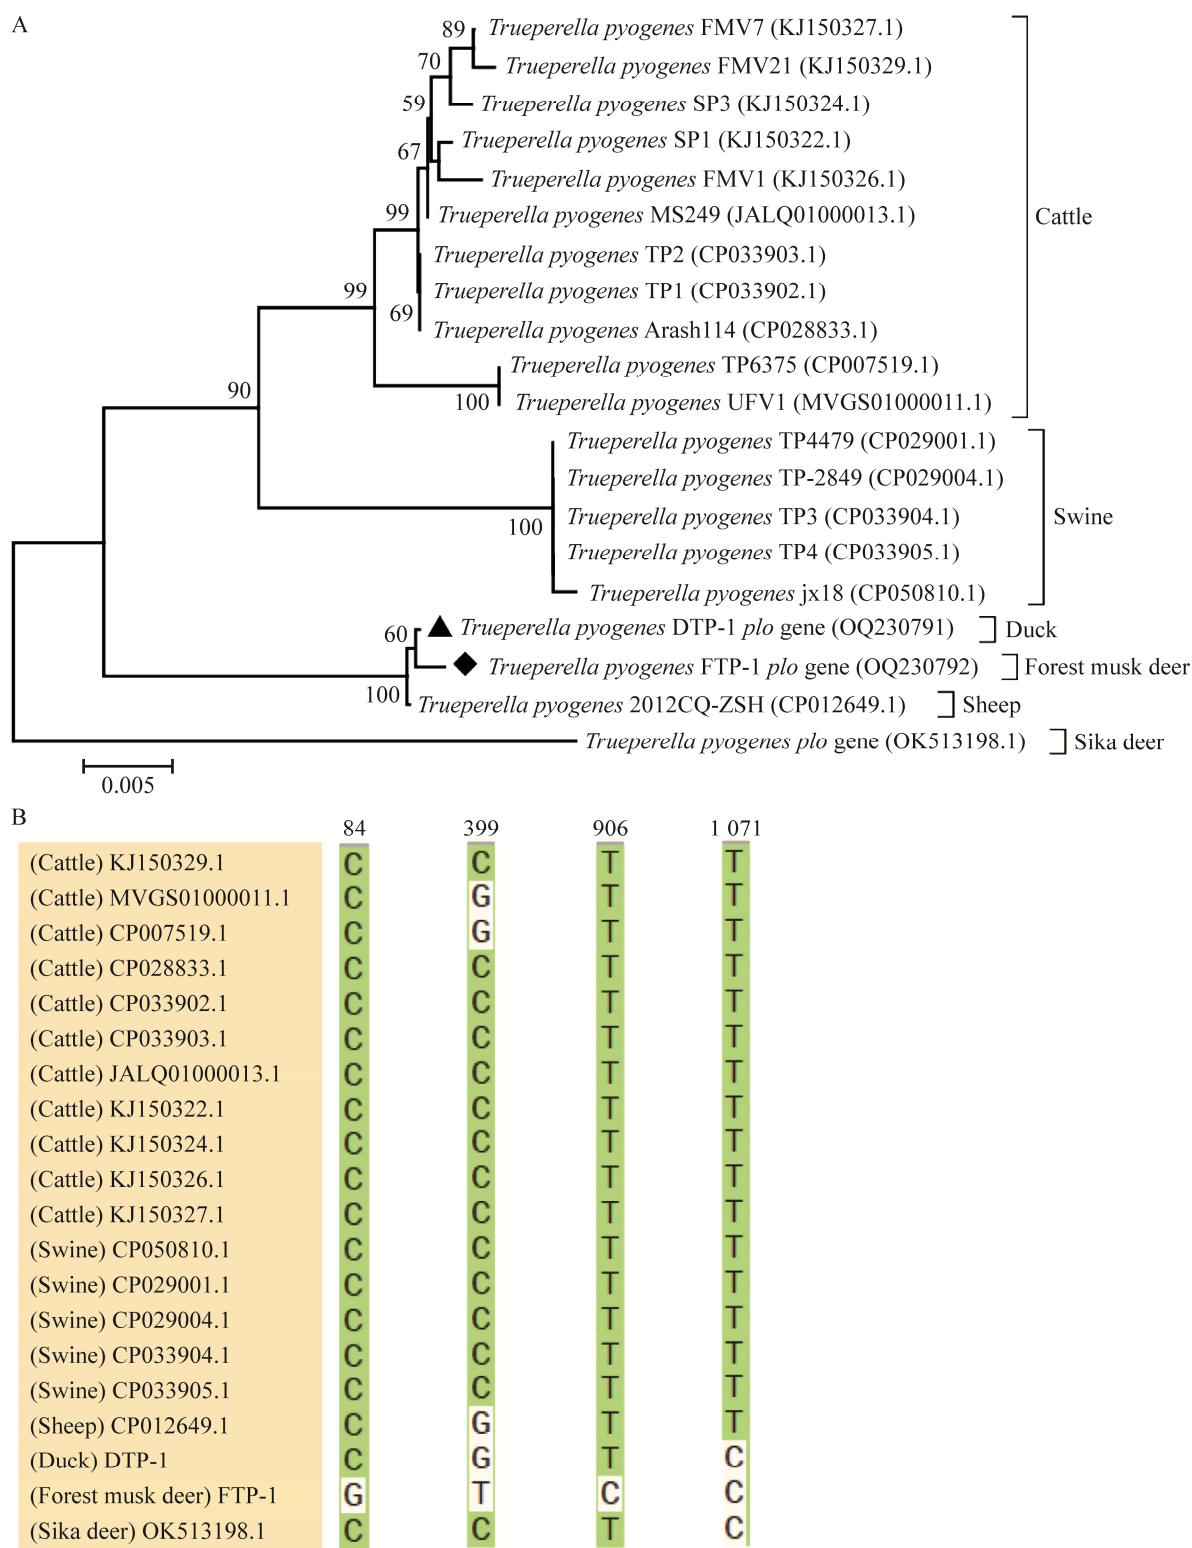 A
89 Trueperella pyogenes FMV7 (KJ150327.1)
70 Trueperella pyogenes FMV21 (KJ150329.1)
59 Trueperella pyogenes SP3 (KJ150324.1)
Trueperella pyogenes SP1 (KJ150322.1)
67
Trueperella pyogenes FMV1 (KJ150326.1)
99 Trueperella pyogenes MS249 (JALQ01000013.1)
Cattle
Trueperella pyogenes TP2 (CP033903.1)
99 Trueperella pyogenes TP1 (CP033902.1)
69 Trueperella pyogenes Arash114 (CP028833.1)
Trueperella pyogenes TP6375 (CP007519.1)
90
100 Trueperella pyogenes UFV1 (MVGS01000011.1)
Trueperella pyogenes TP4479 (CP029001.1)
Trueperella pyogenes TP-2849 (CP029004.1)
100 Trueperella pyogenes TP3 (CP033904.1) Swine
Trueperella pyogenes TP4 (CP033905.1)
Trueperella pyogenes jx18 (CP050810.1)
60 Trueperella pyogenes DTP-1 plo gene (OQ230791) Duck
Trueperella pyogenes FTP-1 plo gene (OQ230792) Forest musk deer
100 Trueperella pyogenes 2012CQ-ZSH (CP012649.1) Sheep
Trueperella pyogenes plo gene (OK513198.1) Sika deer
0.005
B
84 399 906 1 071
(Cattle) KJ150329.1 C C T T
(Cattle) MVGS01000011.1 C G T T
(Cattle) CP007519.1 C G T T
(Cattle) CP028833.1 C C T T
(Cattle) CP033902.1 C C T T
(Cattle) CP033903.1 C C T T
(Cattle) JALQ01000013.1 C C T T
(Cattle) KJ150322.1 C C T T
(Cattle) KJ150324.1 C C T T
(Cattle) KJ150326.1 C C T T
(Cattle) KJ150327.1 C C T T
(Swine) CP050810.1 C C T T
(Swine) CP029001.1 C C T T
(Swine) CP029004.1 C C T T
(Swine) CP033904.1 C C T T
(Swine) CP033905.1 C C T T
(Sheep) CP012649.1 C G T T
(Duck) DTP-1 C G T C
(Forest musk deer) FTP-1 G T C C
(Sika deer) OK513198.1 C C T C